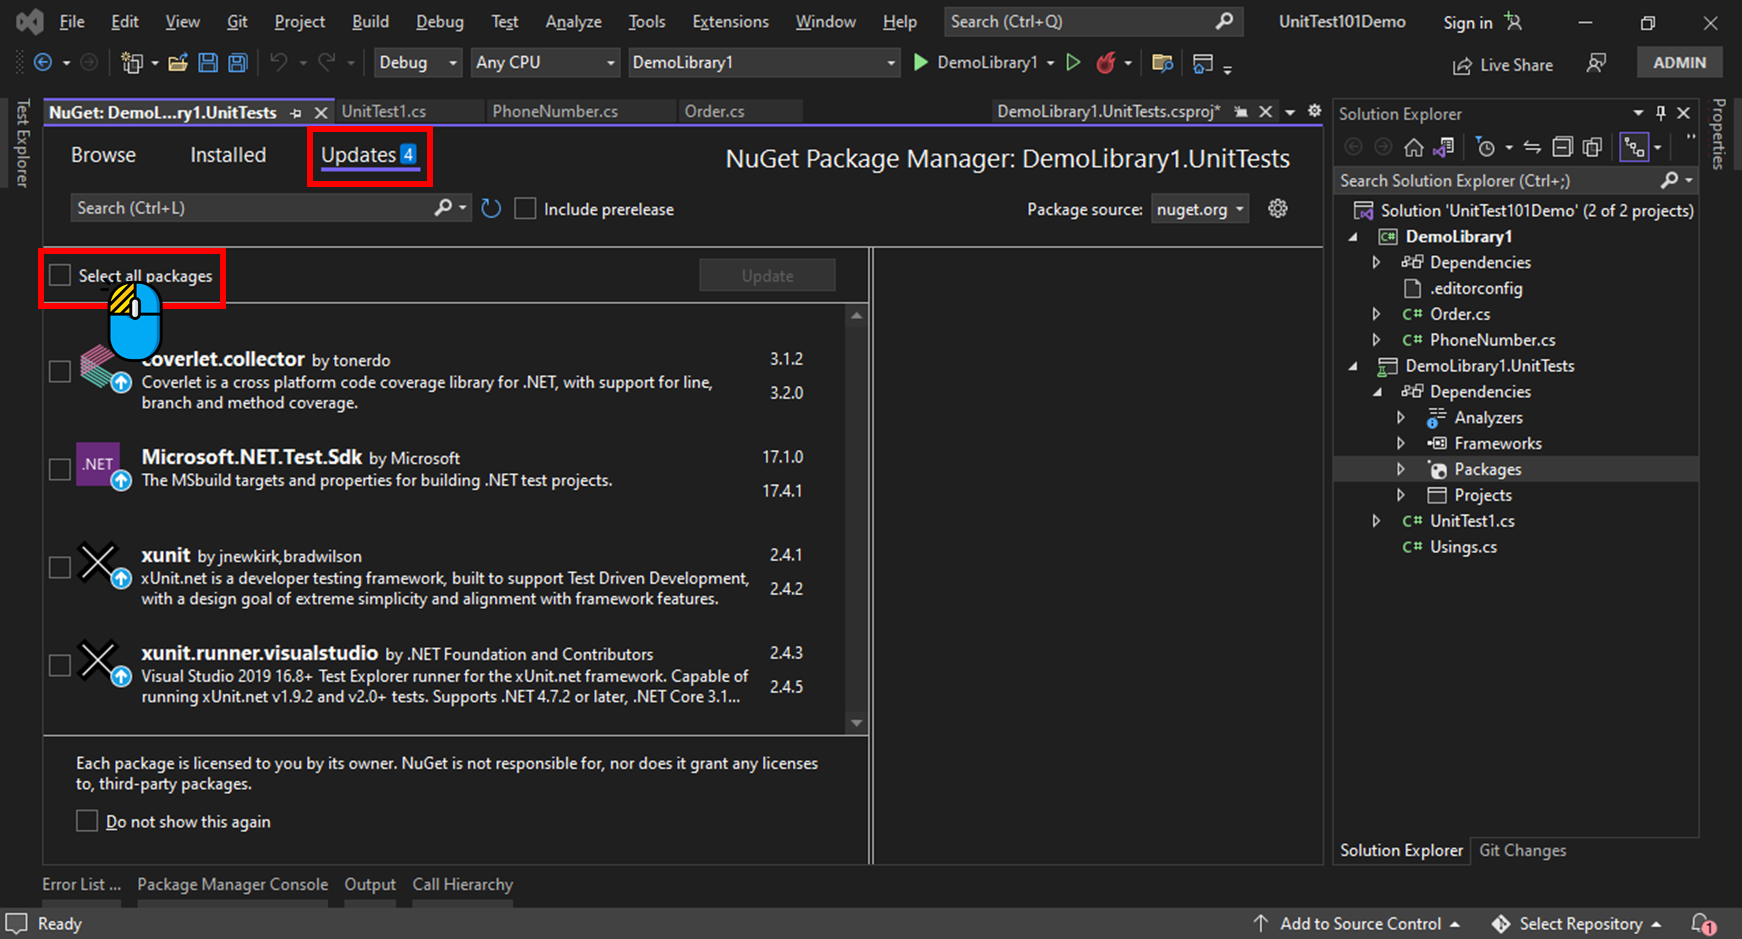 File Edit View Git Project Build Debug Test Analyze Tools Extensions Window Help Search (Ctrl+Q) UnitTest101Demo Sign in
Debug Any CPU DemoLibrary1 DemoLibrary1 Live Share ADMIN
Test Explorer
NuGet: DemoL...ry1.UnitTests UnitTest1.cs PhoneNumber.cs Order.cs DemoLibrary1.UnitTests.csproj*
Browse Installed Updates 4
NuGet Package Manager: DemoLibrary1.UnitTests
Search (Ctrl+L) Include prerelease Package source: nuget.org
Select all packages Update
coverlet.collector by tonerdo 3.1.2
Coverlet is a cross platform code coverage library for .NET, with support for line, 3.2.0
branch and method coverage.
.NET
Microsoft.NET.Test.Sdk by Microsoft 17.1.0
The MSbuild targets and properties for building .NET test projects. 17.4.1
xunit by jnewkirk,bradwilson 2.4.1
xUnit.net is a developer testing framework, built to support Test Driven Development, 2.4.2
with a design goal of extreme simplicity and alignment with framework features.
xunit.runner.visualstudio by .NET Foundation and Contributors 2.4.3
Visual Studio 2019 16.8+ Test Explorer runner for the xUnit.net framework. Capable of 2.4.5
running xUnit.net v1.9.2 and v2.0+ tests. Supports .NET 4.7.2 or later, .NET Core 3.1...
Each package is licensed to you by its owner. NuGet is not responsible for, nor does it grant any licenses
to, third-party packages.
Do not show this again
Solution Explorer
Search Solution Explorer (Ctrl+;)
Solution 'UnitTest101Demo' (2 of 2 projects)
C# DemoLibrary1
Dependencies
.editorconfig
C# Order.cs
C# PhoneNumber.cs
DemoLibrary1.UnitTests
Dependencies
Analyzers
Frameworks
Packages
Projects
C# UnitTest1.cs
C# Usings.cs
Solution Explorer Git Changes
Properties
Error List ... Package Manager Console Output Call Hierarchy
Ready Add to Source Control Select Repository 1